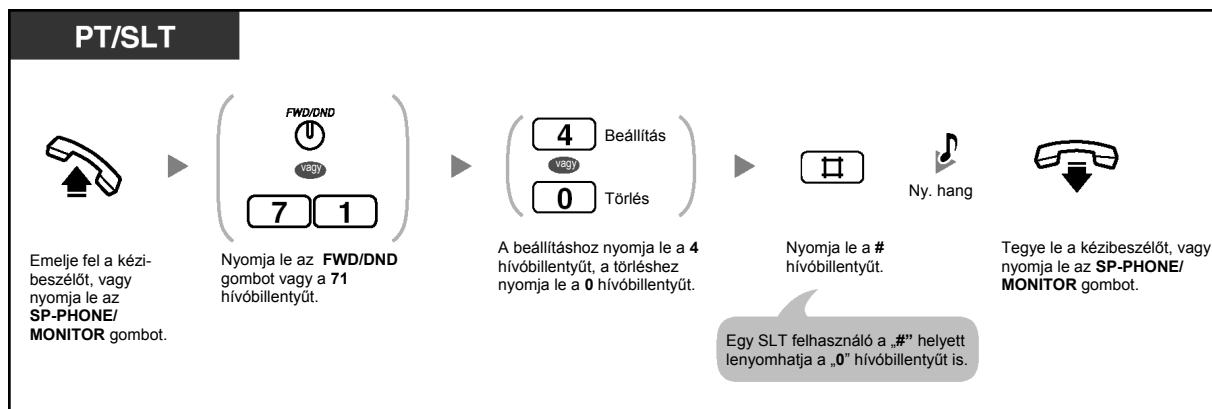 PT/SLT
FWD/DND
vagy
7 1
4 Beállítás
vagy
0 Törlés
#
Ny. hang
Emelje fel a kézi-
beszélőt, vagy
nyomja le az
SP-PHONE/
MONITOR gombot.
Nyomja le az FWD/DND
gombot vagy a 71
hívóbillentyűt.
A beállításhoz nyomja le a 4
hívóbillentyűt, a törléshez
nyomja le a 0 hívóbillentyűt.
Nyomja le a #
hívóbillentyűt.
Egy SLT felhasználó a „#” helyett
lenyomhatja a „0” hívóbillentyűt is.
Tegye le a kézibeszélőt, vagy
nyomja le az SP-PHONE/
MONITOR gombot.